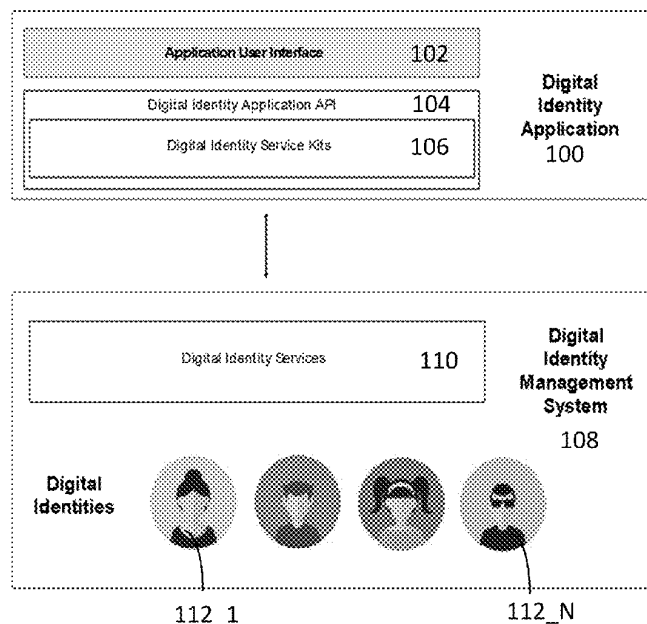 Application User Interface 102
Digital Identity Application API 104
Digital Identity Service Kits 106
Digital
Identity
Application
100
Digital Identity Services 110
Digital
Identity
Management
System
108
Digital
Identities
112_1
112_N